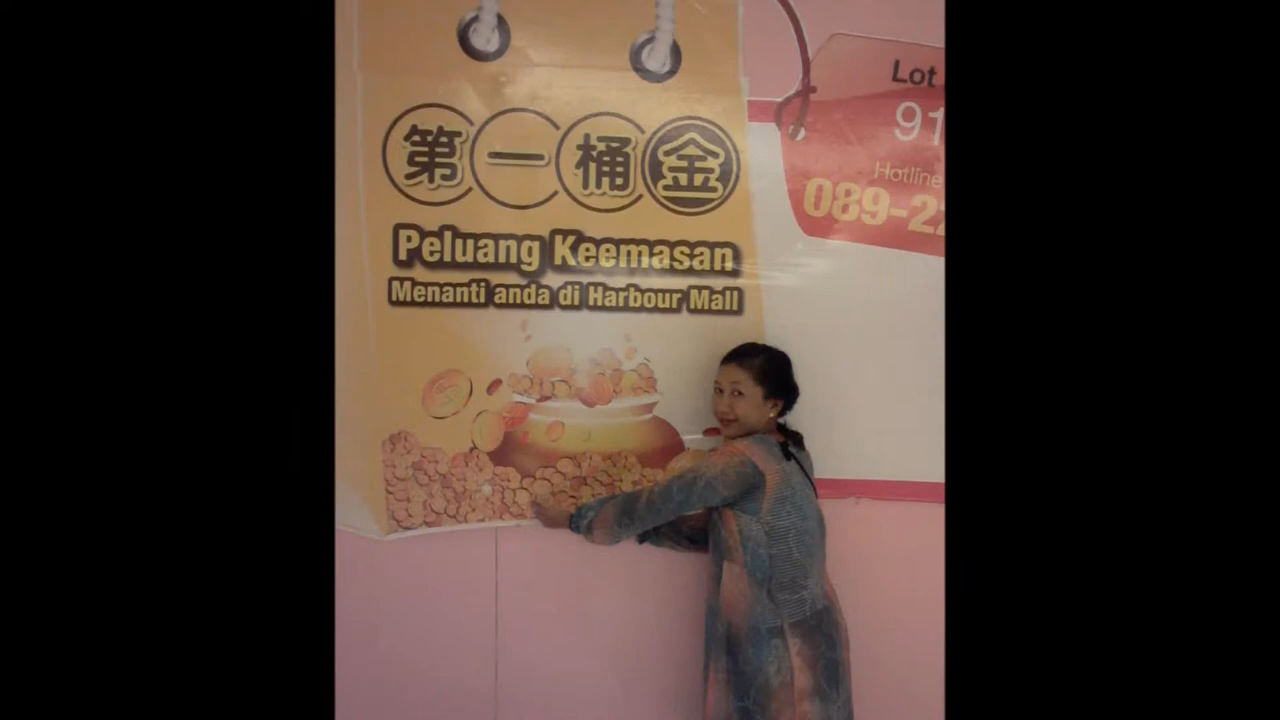 第一桶金
Peluang Keemasan
Menanti anda di Harbour Mall
Lot
91
Hotline
089-22